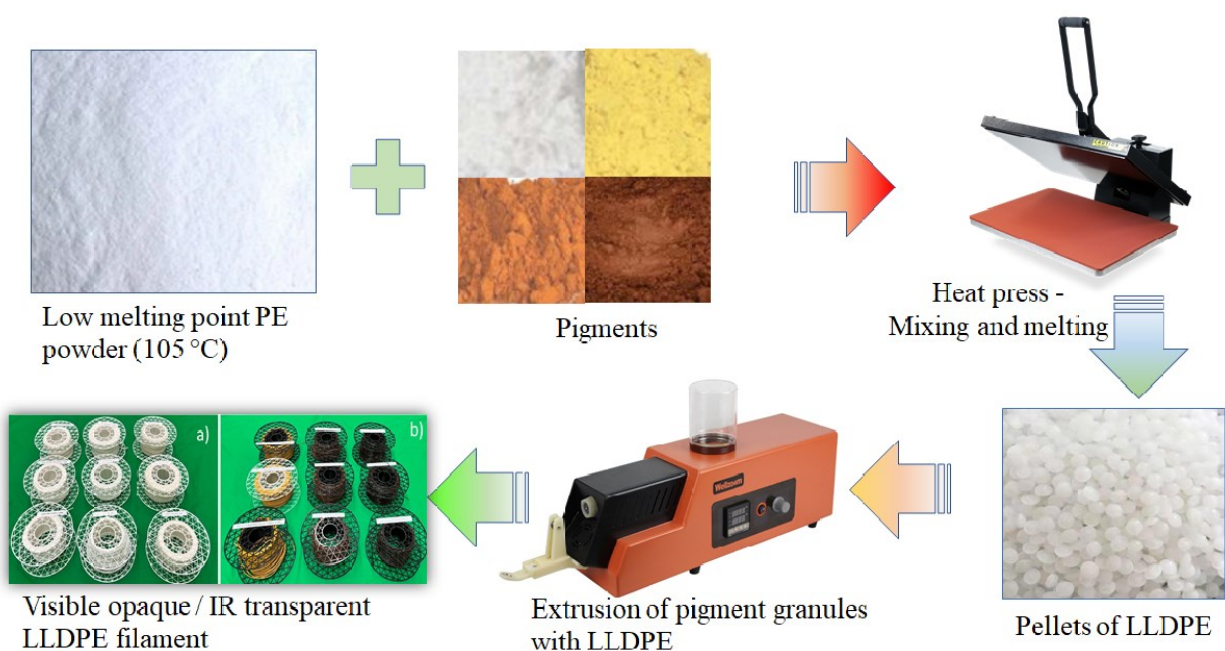 Low melting point PE
powder (105 °C)
Pigments
Heat press -
Mixing and melting
a)
b)
Visible opaque / IR transparent
LLDPE filament
Wellzoom
Extrusion of pigment granules
with LLDPE
Pellets of LLDPE